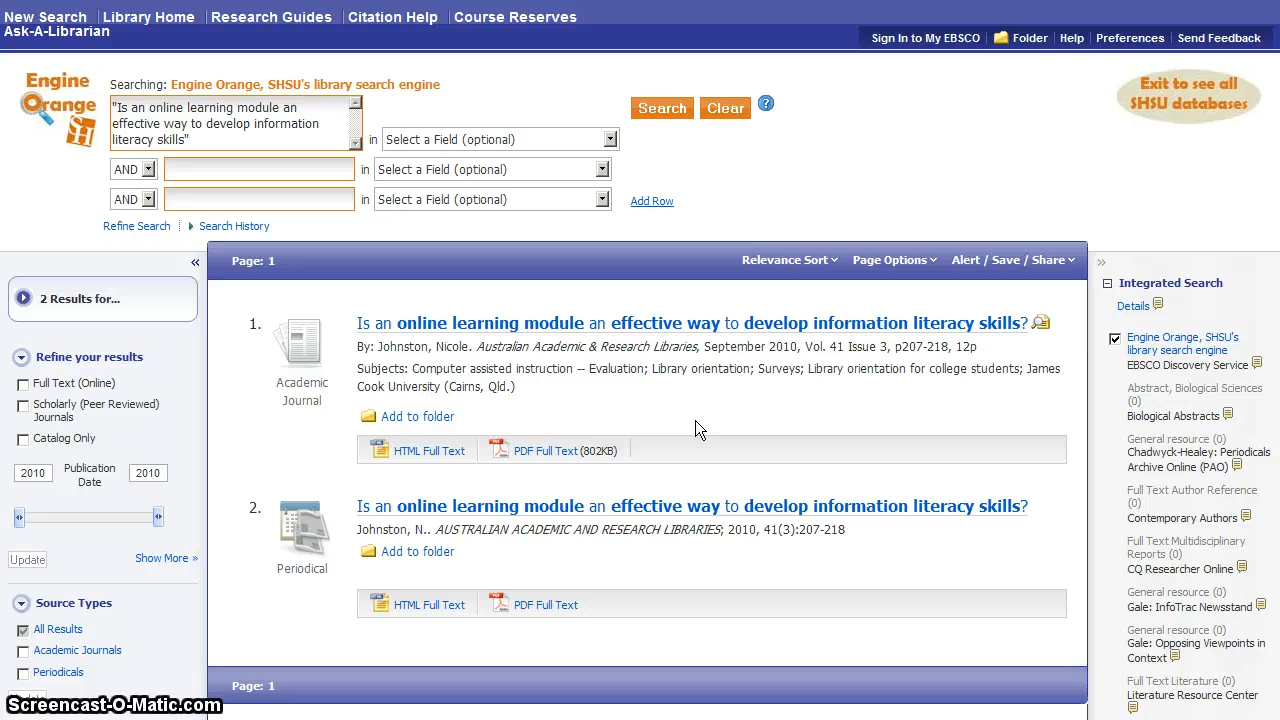 New Search Library Home Research Guides Citation Help Course Reserves
Ask-A-Librarian
Sign In to My EBSCO Folder Help Preferences Send Feedback
Engine Orange
Searching: Engine Orange, SHSU's library search engine
"Is an online learning module an
effective way to develop information
literacy skills"
in Select a Field (optional)
Search Clear ?
Exit to see all
SHSU databases
AND in Select a Field (optional)
AND in Select a Field (optional)
Add Row
Refine Search Search History
« 
2 Results for...
Refine your results
Full Text (Online)
Scholarly (Peer Reviewed)
Journals
Catalog Only
2010 Publication Date 2010
Update
Show More »
Source Types
All Results
Academic Journals
Periodicals
Update
Page: 1 Relevance Sort Page Options Alert / Save / Share
1. Is an online learning module an effective way to develop information literacy skills?
By: Johnston, Nicole. Australian Academic & Research Libraries, September 2010, Vol. 41 Issue 3, p207-218, 12p
Subjects: Computer assisted instruction -- Evaluation; Library orientation; Surveys; Library orientation for college students; James
Cook University (Cairns, Qld.)
Academic
Journal
Add to folder
HTML Full Text PDF Full Text (802KB)
2. Is an online learning module an effective way to develop information literacy skills?
Johnston, N.. AUSTRALIAN ACADEMIC AND RESEARCH LIBRARIES; 2010, 41(3):207-218
Add to folder
Periodical
HTML Full Text PDF Full Text
Page: 1
»
Integrated Search
Details
Engine Orange, SHSU's
library search engine
EBSCO Discovery Service
Abstract, Biological Sciences
(0)
Biological Abstracts
General resource (0)
Chadwyck-Healey: Periodicals
Archive Online (PAO)
Full Text Author Reference
(0)
Contemporary Authors
Full Text Multidisciplinary
Reports (0)
CQ Researcher Online
General resource (0)
Gale: InfoTrac Newsstand
General resource (0)
Gale: Opposing Viewpoints in
Context
Full Text Literature (0)
Literature Resource Center
Screencast-O-Matic.com